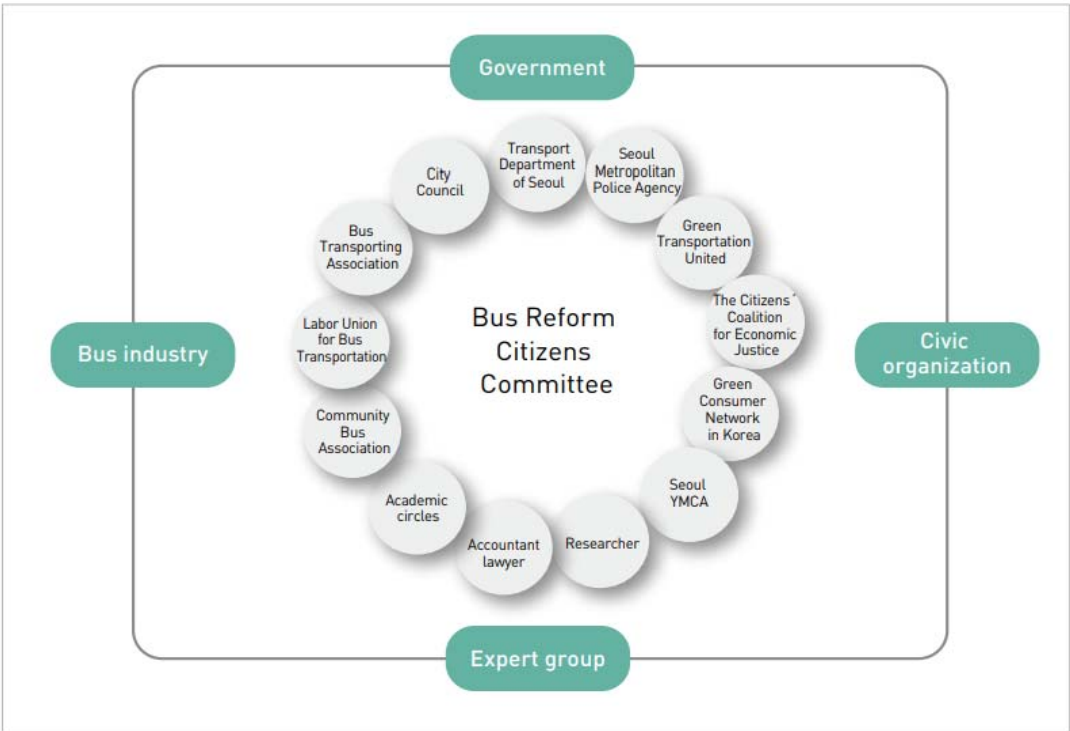 Government
Transport
Department
of Seoul
Seoul
Metropolitan
Police Agency
City
Council
Green
Transportation
United
Bus
Transporting
Association
The Citizens´
Coalition
for Economic
Justice
Labor Union
for Bus
Transportation
Bus Reform
Citizens
Committee
Bus industry
Civic
organization
Green
Consumer
Network
in Korea
Community
Bus
Association
Seoul
YMCA
Academic
circles
Accountant
lawyer
Researcher
Expert group